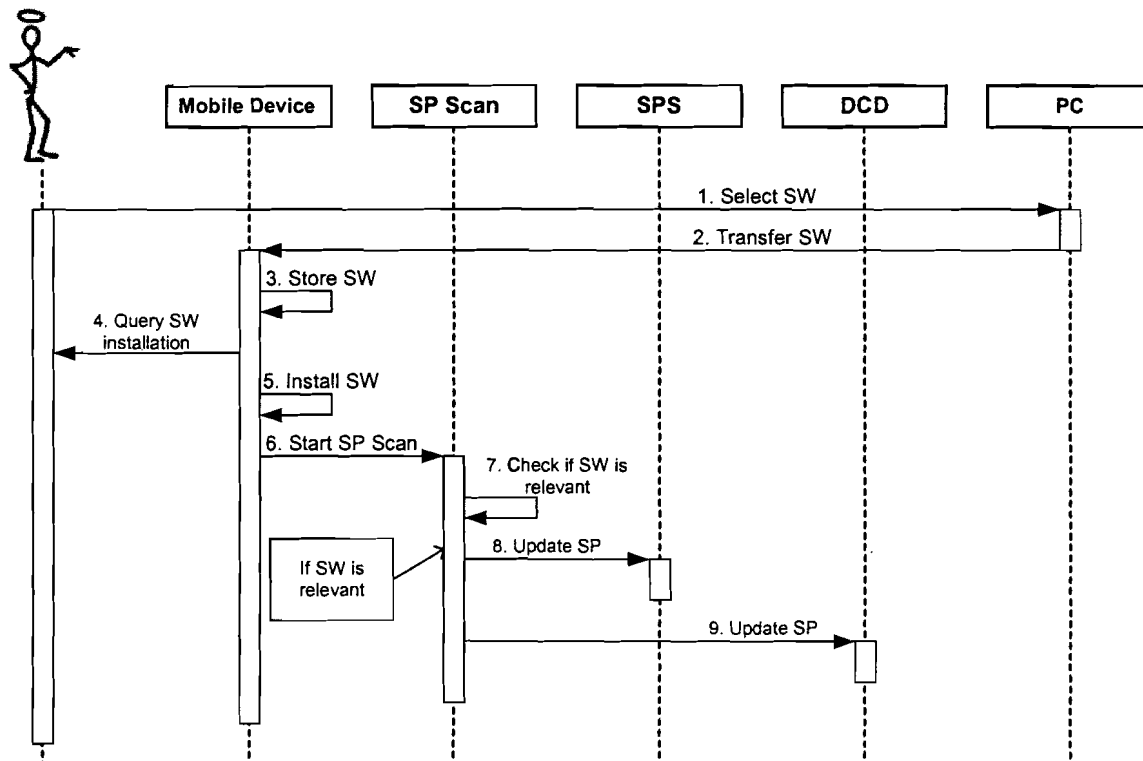 Mobile Device
SP Scan
SPS
DCD
PC
1. Select SW
2. Transfer SW
3. Store SW
4. Query SW
installation
5. Install SW
6. Start SP Scan
7. Check if SW is
relevant
If SW is
relevant
8. Update SP
9. Update SP